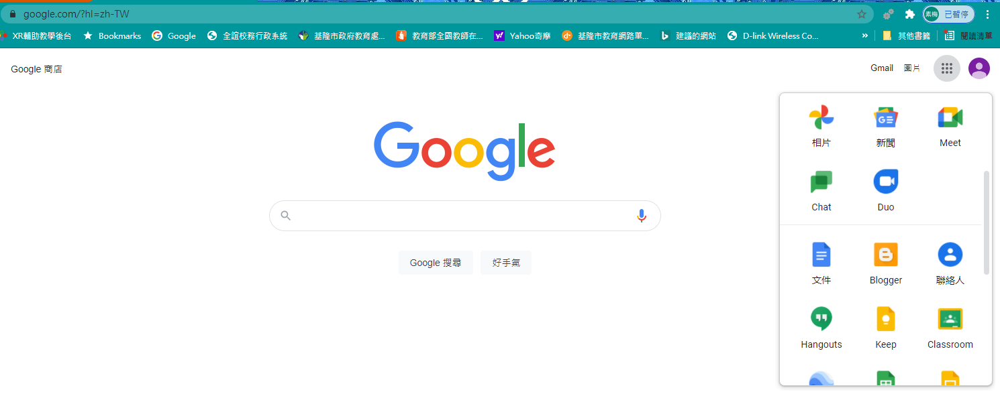 google.com/?hl=zh-TW
素梅 已暫停
XR輔助教學後台 Bookmarks Google 全誼校務行政系統 基隆市政府教育處... 教育部全國教師在... Yahoo奇摩 基隆市教育網路單... 建議的網站 D-link Wireless Co... » 其他書籤 閱讀清單
Google 商店
Gmail 圖片
Google
Google 搜尋 好手氣
相片 新聞 Meet
Chat Duo
文件 Blogger 聯絡人
Hangouts Keep Classroom